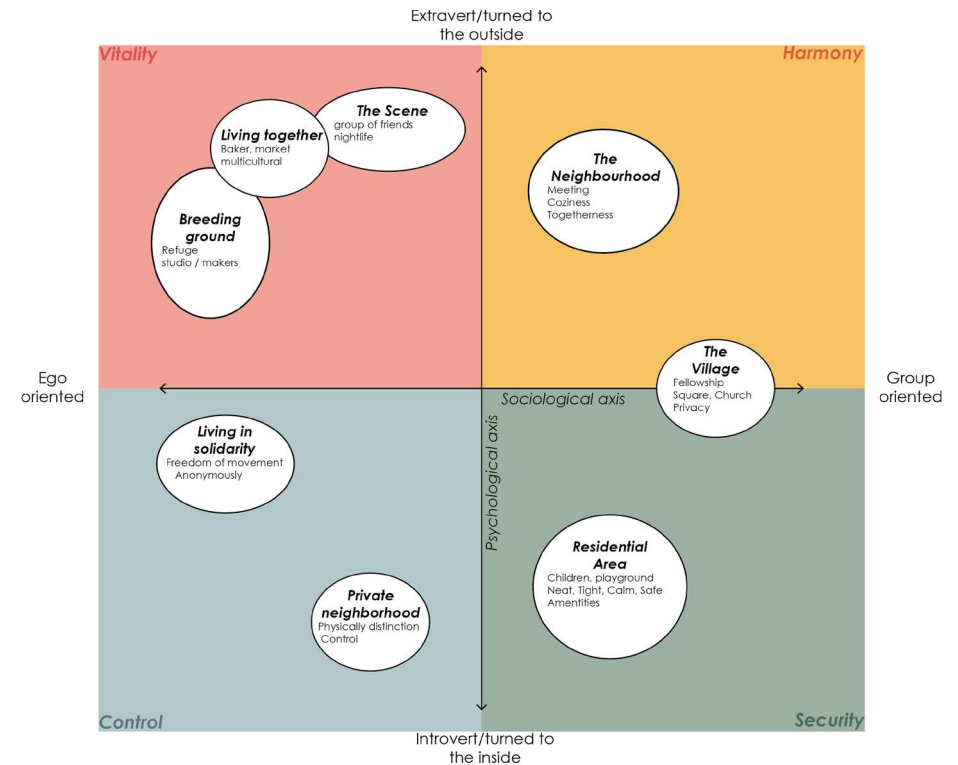 Extravert/turned to
the outside
Vitality
Harmony
The Scene
group of friends
nightlife
Living together
Baker, market
multicultural
The
Neighbourhood
Meeting
Coziness
Togetherness
Breeding
ground
Refuge
studio / makers
The
Village
Fellowship
Square, Church
Privacy
Ego
oriented
Group
oriented
Sociological axis
Psychological axis
Living in
solidarity
Freedom of movement
Anonymously
Residential
Area
Children, playground
Neat, Tight, Calm, Safe
Amentities
Private
neighborhood
Physically distinction
Control
Control
Security
Introvert/turned to
the inside